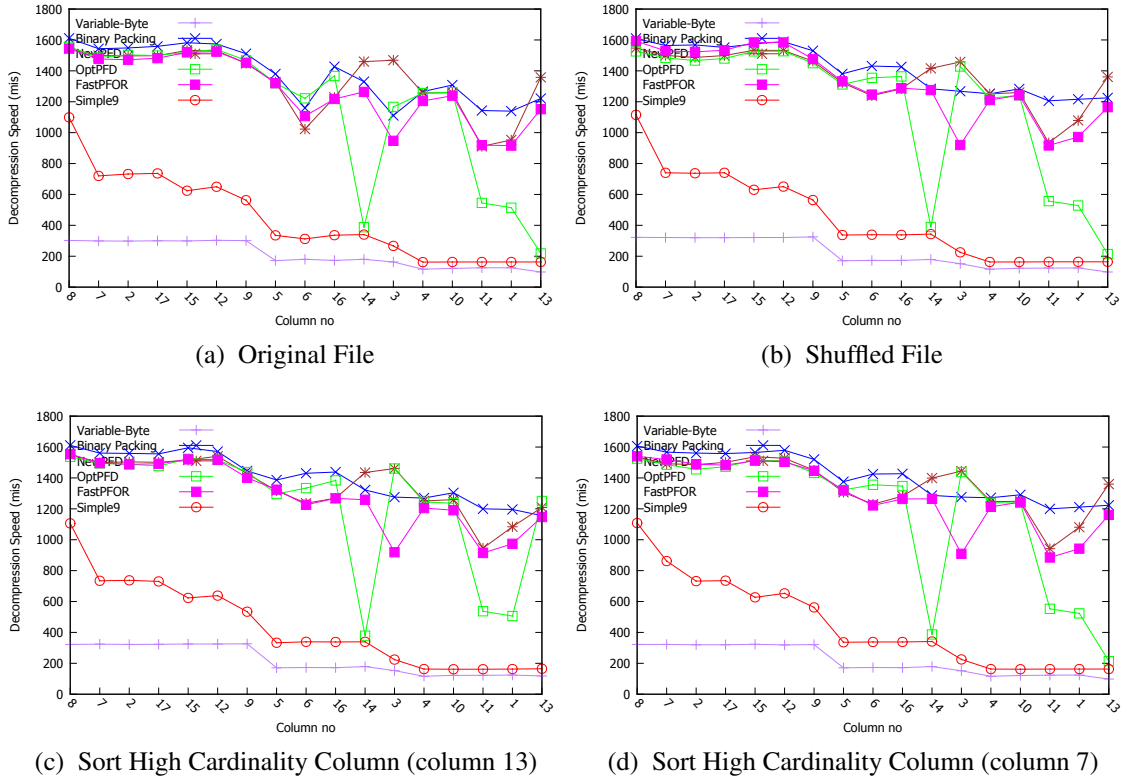 1800
1600
1400
1200
1000
800
600
400
200
0
Decompression Speed (mis)
Variable-Byte
Binary Packing
NewPFD
OptPFD
FastPFOR
Simple9
8 7 2 17 15 12 9 5 6 16 14 3 4 10 11 1 13
Column no
(a) Original File
1800
1600
1400
1200
1000
800
600
400
200
0
Decompression Speed (mis)
Variable-Byte
Binary Packing
NewPFD
OptPFD
FastPFOR
Simple9
8 7 2 17 15 12 9 5 6 16 14 3 4 10 11 1 13
Column no
(b) Shuffled File
1800
1600
1400
1200
1000
800
600
400
200
0
Decompression Speed (mis)
Variable-Byte
Binary Packing
NewPFD
OptPFD
FastPFOR
Simple9
8 7 2 17 15 12 9 5 6 16 14 3 4 10 11 1 13
Column no
(c) Sort High Cardinality Column (column 13)
1800
1600
1400
1200
1000
800
600
400
200
0
Decompression Speed (mis)
Variable-Byte
Binary Packing
NewPFD
OptPFD
FastPFOR
Simple9
8 7 2 17 15 12 9 5 6 16 14 3 4 10 11 1 13
Column no
(d) Sort High Cardinality Column (column 7)